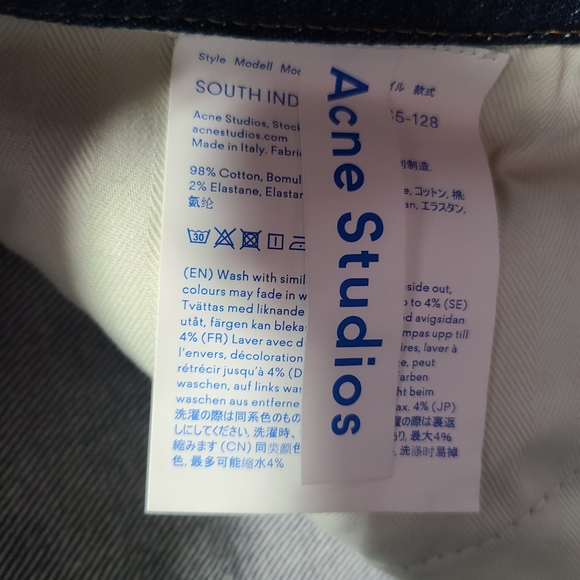 Style Modell Mo
イル 款式
SOUTH IND
5-128
Acne Studios, Stock
acnestudios.com
Made in Italy, Fabri
制造.
98% Cotton, Bomul
e, コットン, 棉,
2% Elastane, Elastan
an, エラスタン,
氨纶
30
(EN) Wash with simil
side out,
colours may fade in w
o to 4% (SE)
Tvättas med liknande
ed avigsidan
utåt, färgen kan bleka
mpas upp till
4% (FR) Laver avec d
ires, laver à
l'envers, décoloration
e, peut
rétrécir jusqu'à 4% (D
arben
waschen, auf links was
ht beim
waschen aus entferne
ax. 4% (JP)
洗濯の際は同系色のもの
濯の際は裏返
しにしてください, 洗濯時、
り, 最大4%
縮みます (CN) 同类颜色
, 洗涤时易掉
色, 最多可能缩水4%
Acne Studios